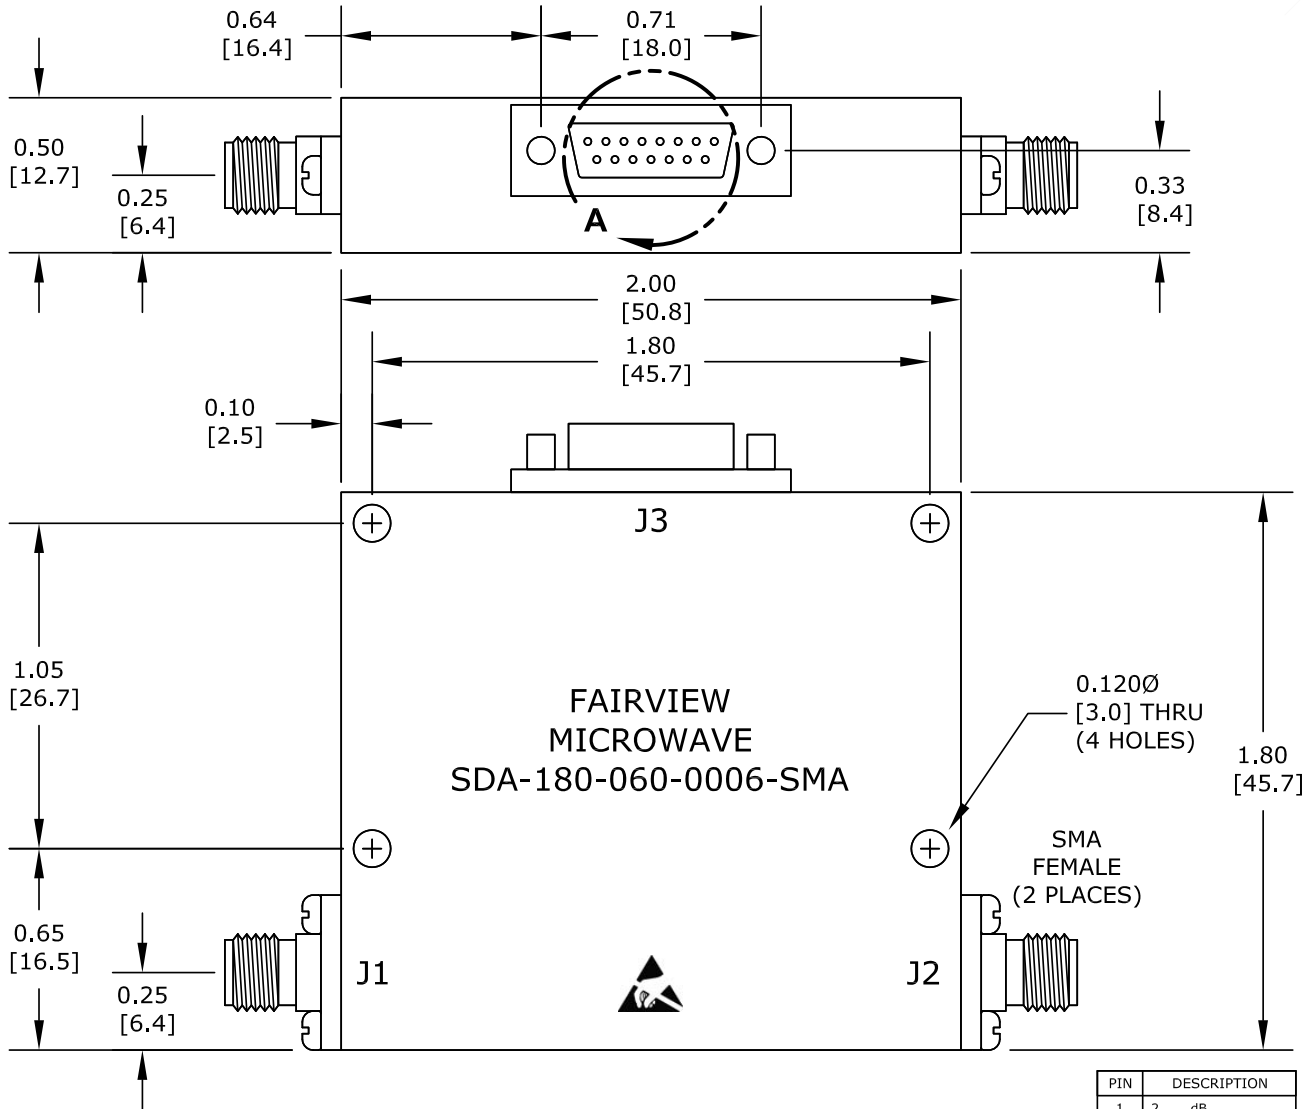 0.64
[16.4]
0.71
[18.0]
0.50
[12.7]
0.25
[6.4]
A
0.33
[8.4]
2.00
[50.8]
1.80
[45.7]
0.10
[2.5]
J3
1.05
[26.7]
FAIRVIEW
MICROWAVE
SDA-180-060-0006-SMA
0.120Ø
[3.0] THRU
(4 HOLES)
1.80
[45.7]
SMA
FEMALE
(2 PLACES)
0.65
[16.5]
J1
J2
0.25
[6.4]
PIN DESCRIPTION
1 2 dB